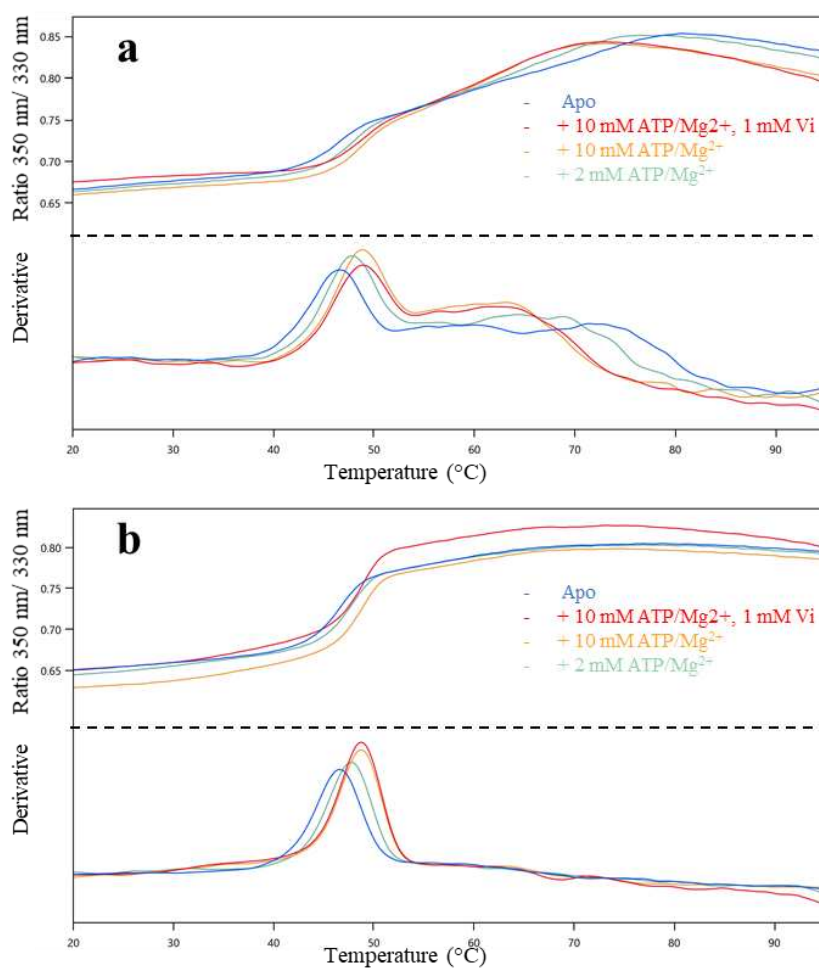 a
0.85
0.80
0.75
0.70
0.65
Ratio 350 nm/ 330 nm
- Apo
- + 10 mM ATP/Mg2+, 1 mM Vi
- + 10 mM ATP/Mg²⁺
- + 2 mM ATP/Mg²⁺
Derivative
20 30 40 50 60 70 80 90
Temperature (°C)
b
0.80
0.75
0.70
0.65
Ratio 350 nm/ 330 nm
- Apo
- + 10 mM ATP/Mg2+, 1 mM Vi
- + 10 mM ATP/Mg²⁺
- + 2 mM ATP/Mg²⁺
Derivative
20 30 40 50 60 70 80 90
Temperature (°C)